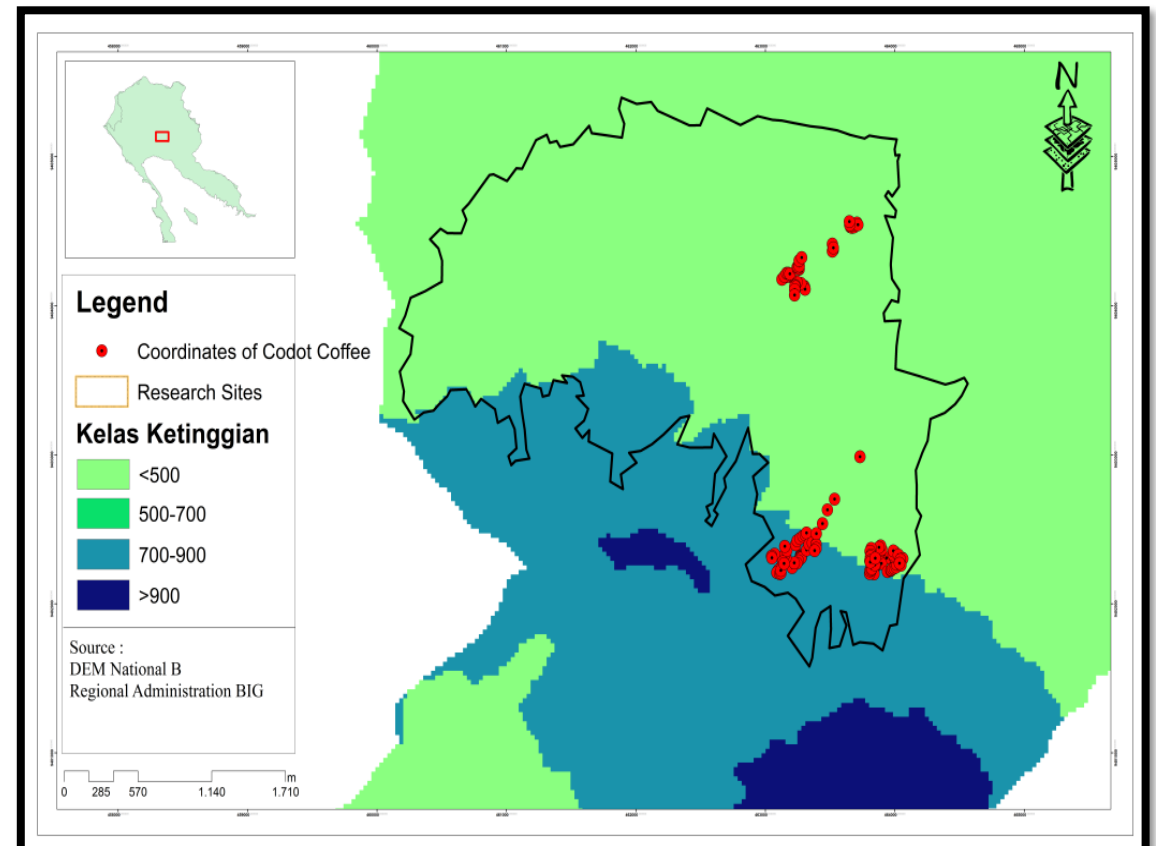 N
Legend
Coordinates of Codot Coffee
Research Sites
Kelas Ketinggian
<500
500-700
700-900
>900
Source :
DEM National B
Regional Administration BIG
m
0 285 570 1.140 1.710